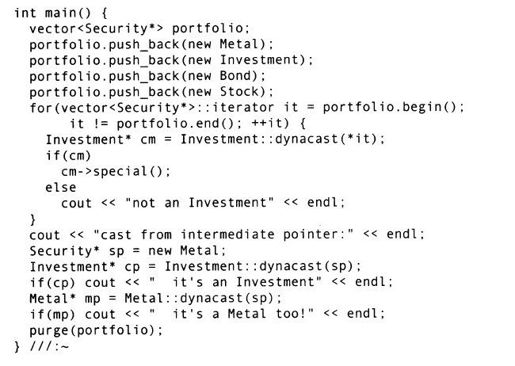 int main() {
  vector<Security*> portfolio;
  portfolio.push_back(new Metal);
  portfolio.push_back(new Investment);
  portfolio.push_back(new Bond);
  portfolio.push_back(new Stock);
  for(vector<Security*>::iterator it = portfolio.begin();
       it != portfolio.end(); ++it) {
    Investment* cm = Investment::dynacast(*it);
    if(cm)
      cm->special();
    else
      cout << "not an Investment" << endl;
  }
  cout << "cast from intermediate pointer:" << endl;
  Security* sp = new Metal;
  Investment* cp = Investment::dynacast(sp);
  if(cp) cout << "  it's an Investment" << endl;
  Metal* mp = Metal::dynacast(sp);
  if(mp) cout << "  it's a Metal too!" << endl;
  purge(portfolio);
} ///:~